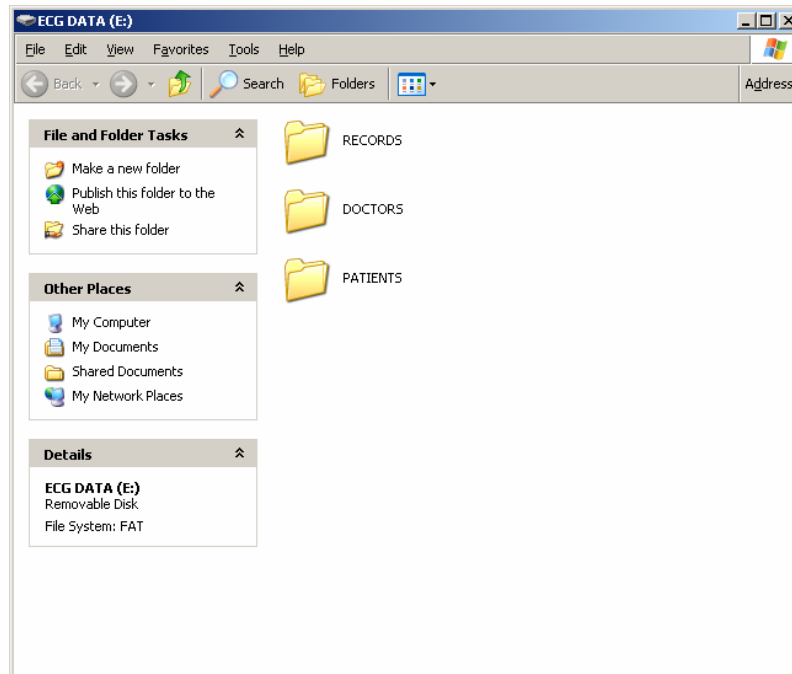 ECG DATA (E:)
File Edit View Favorites Tools Help
Back Search Folders Address
File and Folder Tasks
Make a new folder
Publish this folder to the
Web
Share this folder
Other Places
My Computer
My Documents
Shared Documents
My Network Places
Details
ECG DATA (E:)
Removable Disk
File System: FAT
RECORDS
DOCTORS
PATIENTS